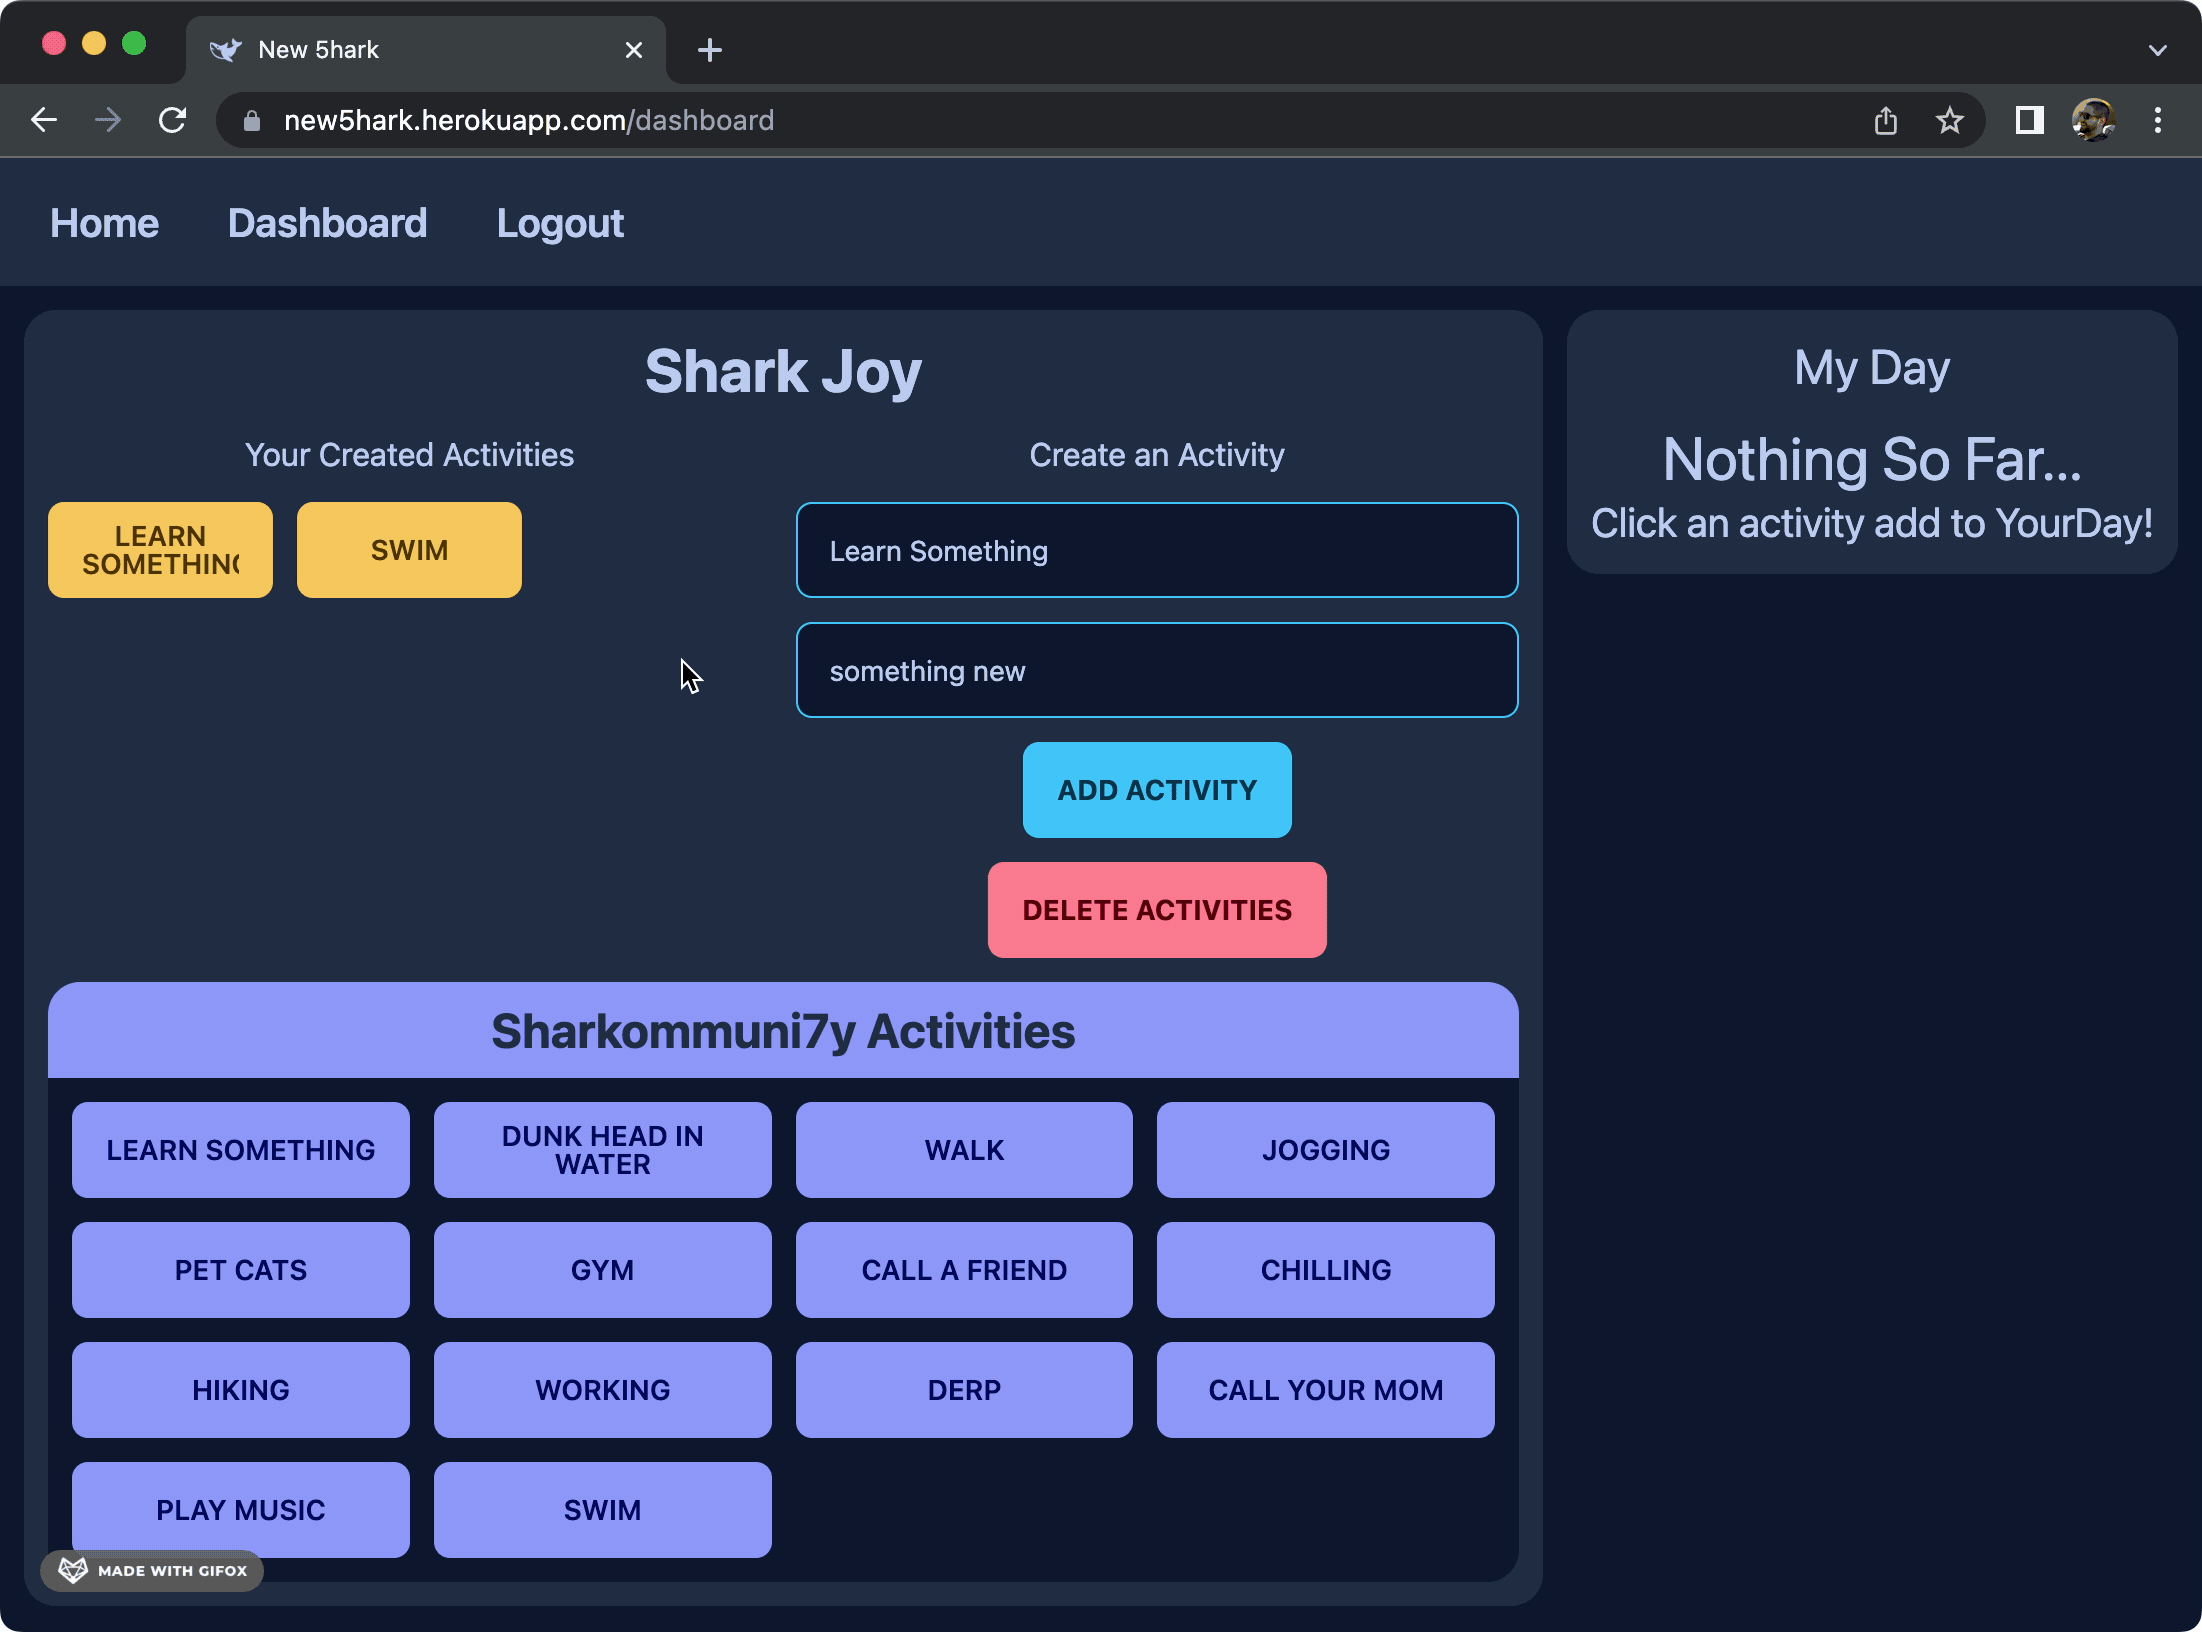 New 5hark
new5hark.herokuapp.com/dashboard
Home Dashboard Logout
Shark Joy
Your Created Activities
LEARN
SOMETHING
SWIM
Create an Activity
Learn Something
something new
ADD ACTIVITY
DELETE ACTIVITIES
My Day
Nothing So Far...
Click an activity add to YourDay!
Sharkommuni7y Activities
LEARN SOMETHING
DUNK HEAD IN
WATER
WALK
JOGGING
PET CATS
GYM
CALL A FRIEND
CHILLING
HIKING
WORKING
DERP
CALL YOUR MOM
PLAY MUSIC
SWIM
MADE WITH GIFOX